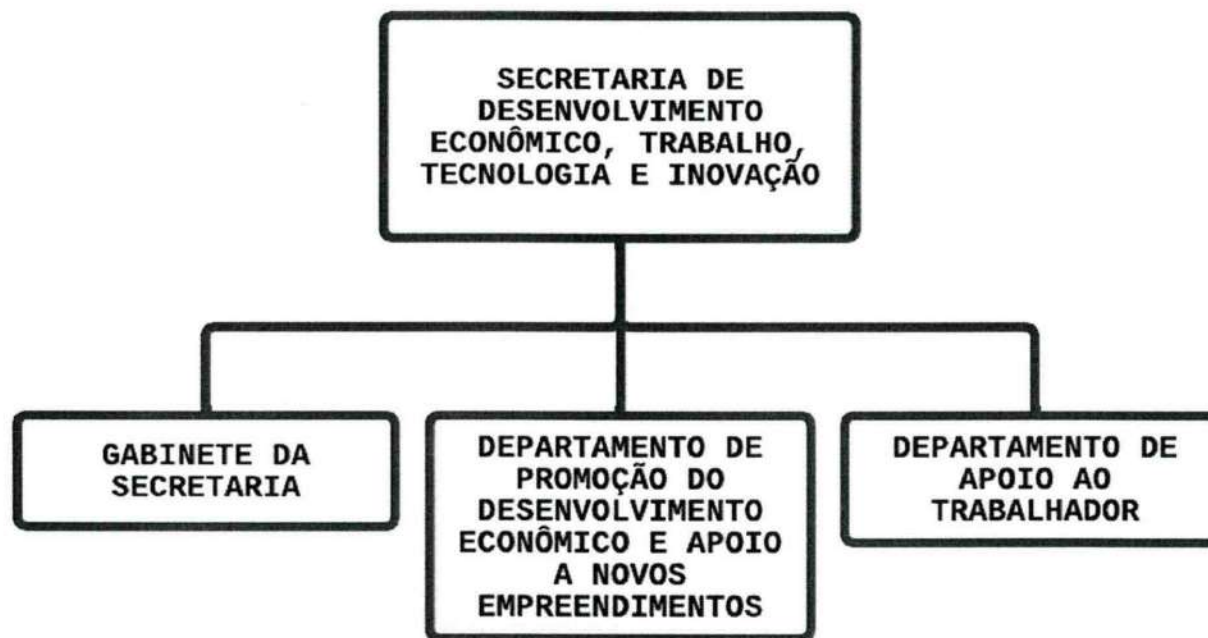 SECRETARIA DE
DESENVOLVIMENTO
ECONÔMICO, TRABALHO,
TECNOLOGIA E INOVAÇÃO
GABINETE DA
SECRETARIA
DEPARTAMENTO DE
PROMOÇÃO DO
DESENVOLVIMENTO
ECONÔMICO E APOIO
A NOVOS
EMPREENDIMENTOS
DEPARTAMENTO DE
APOIO AO
TRABALHADOR